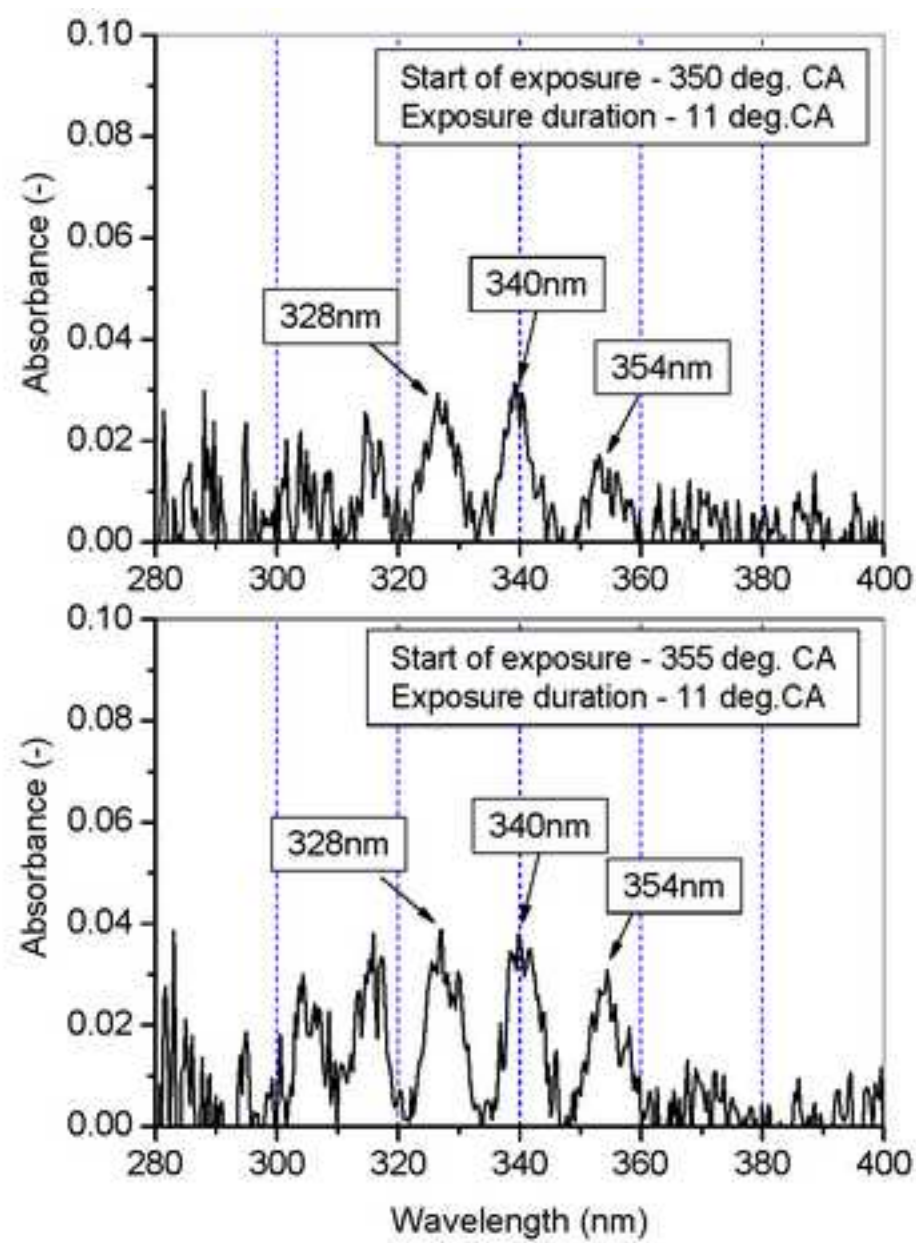 0.10
0.08
0.06
0.04
0.02
0.00
Absorbance (-)
Start of exposure - 350 deg. CA
Exposure duration - 11 deg.CA
328nm
340nm
354nm
280 300 320 340 360 380 400
0.10
0.08
0.06
0.04
0.02
0.00
Absorbance (-)
Start of exposure - 355 deg. CA
Exposure duration - 11 deg.CA
328nm
340nm
354nm
280 300 320 340 360 380 400
Wavelength (nm)